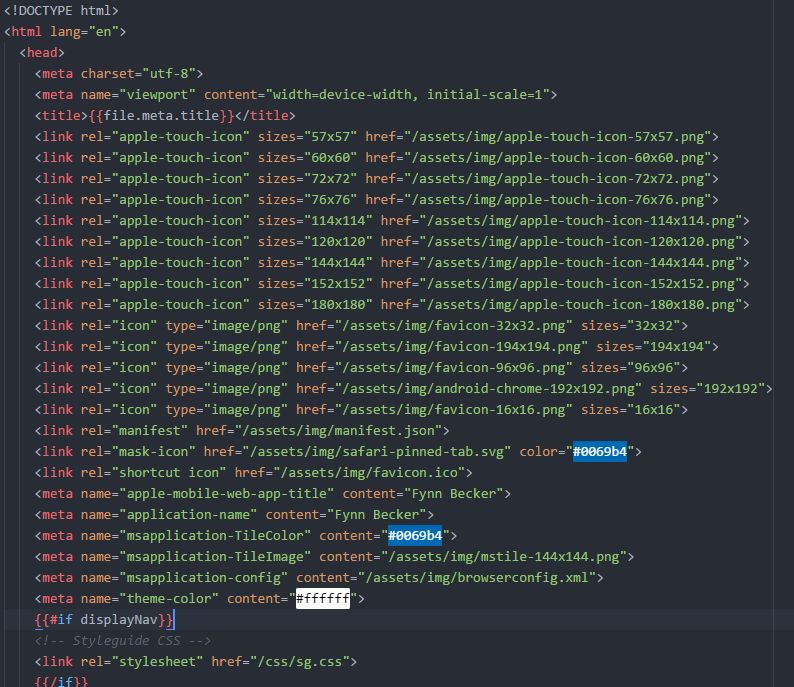 <!DOCTYPE html>
<html lang="en">
<head>
<meta charset="utf-8">
<meta name="viewport" content="width=device-width, initial-scale=1">
<title>{{file.meta.title}}</title>
<link rel="apple-touch-icon" sizes="57x57" href="/assets/img/apple-touch-icon-57x57.png">
<link rel="apple-touch-icon" sizes="60x60" href="/assets/img/apple-touch-icon-60x60.png">
<link rel="apple-touch-icon" sizes="72x72" href="/assets/img/apple-touch-icon-72x72.png">
<link rel="apple-touch-icon" sizes="76x76" href="/assets/img/apple-touch-icon-76x76.png">
<link rel="apple-touch-icon" sizes="114x114" href="/assets/img/apple-touch-icon-114x114.png">
<link rel="apple-touch-icon" sizes="120x120" href="/assets/img/apple-touch-icon-120x120.png">
<link rel="apple-touch-icon" sizes="144x144" href="/assets/img/apple-touch-icon-144x144.png">
<link rel="apple-touch-icon" sizes="152x152" href="/assets/img/apple-touch-icon-152x152.png">
<link rel="apple-touch-icon" sizes="180x180" href="/assets/img/apple-touch-icon-180x180.png">
<link rel="icon" type="image/png" href="/assets/img/favicon-32x32.png" sizes="32x32">
<link rel="icon" type="image/png" href="/assets/img/favicon-194x194.png" sizes="194x194">
<link rel="icon" type="image/png" href="/assets/img/favicon-96x96.png" sizes="96x96">
<link rel="icon" type="image/png" href="/assets/img/android-chrome-192x192.png" sizes="192x192">
<link rel="icon" type="image/png" href="/assets/img/favicon-16x16.png" sizes="16x16">
<link rel="manifest" href="/assets/img/manifest.json">
<link rel="mask-icon" href="/assets/img/safari-pinned-tab.svg" color="#0069b4">
<link rel="shortcut icon" href="/assets/img/favicon.ico">
<meta name="apple-mobile-web-app-title" content="Fynn Becker">
<meta name="application-name" content="Fynn Becker">
<meta name="msapplication-TileColor" content="#0069b4">
<meta name="msapplication-TileImage" content="/assets/img/mstile-144x144.png">
<meta name="msapplication-config" content="/assets/img/browserconfig.xml">
<meta name="theme-color" content="#ffffff">
{{#if displayNav}}
<!-- Styleguide CSS -->
<link rel="stylesheet" href="/css/sg.css">
{{/if}}